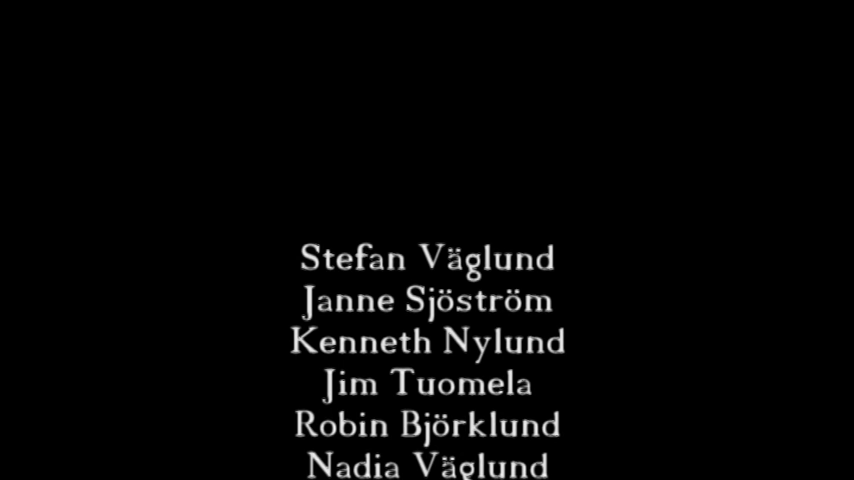 Stefan Väglund
Janne Sjöström
Kenneth Nylund
Jim Tuomela
Robin Björklund
Nadia Väglund